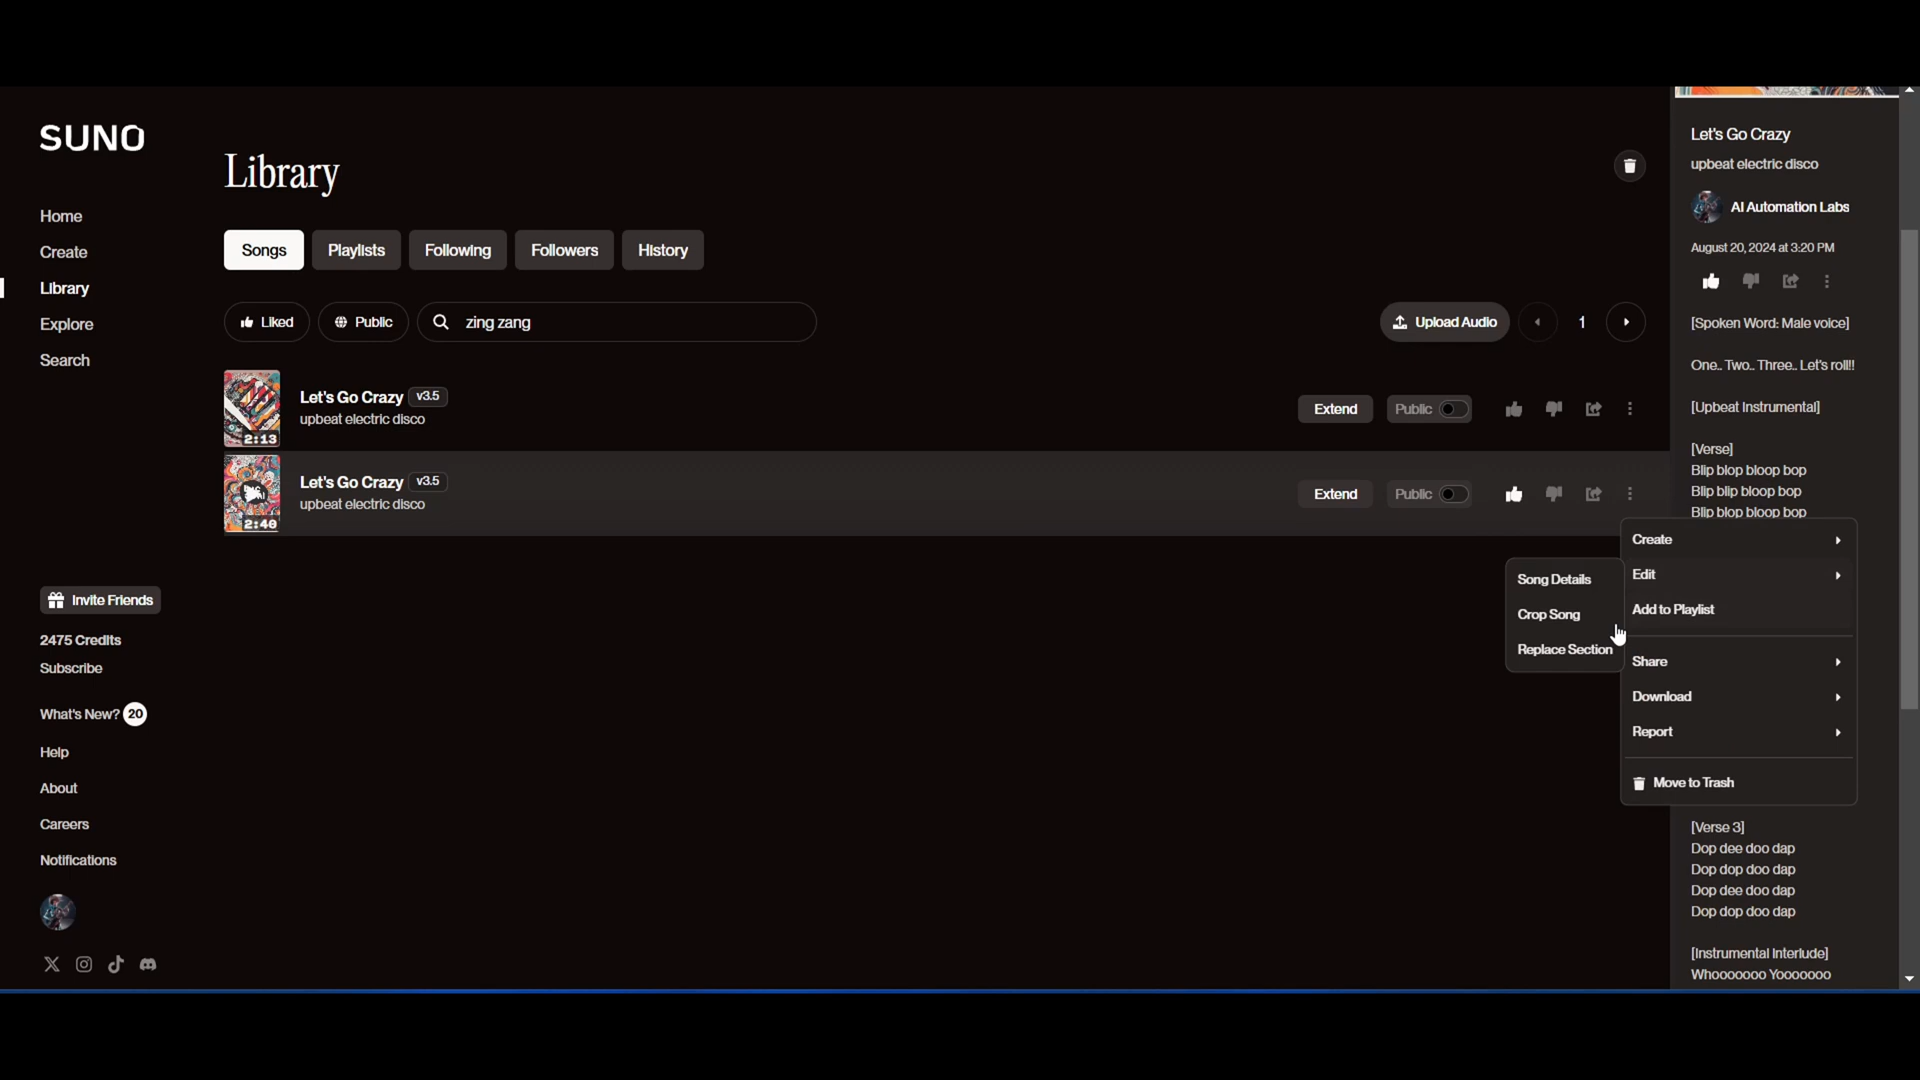 SUNO
Home
Create
Library
Explore
Search
Invite Friends
2475 Credits
Subscribe
What's New? 20
Help
About
Careers
Notifications
Library
Songs
Playlists
Following
Followers
History
Liked
Public
zing zang
Upload Audio
1
Let's Go Crazy v3.5
upbeat electric disco
2:13
Extend
Public
Let's Go Crazy v3.5
upbeat electric disco
2:40
Extend
Public
Song Details
Crop Song
Replace Section
Create
Edit
Add to Playlist
Share
Download
Report
Move to Trash
Let's Go Crazy
upbeat electric disco
AI Automation Labs
August 20, 2024 at 3:20 PM
[Spoken Word: Male voice]
One.. Two.. Three.. Let's roll!!
[Upbeat Instrumental]
[Verse]
Blip blop bloop bop
Blip blip bloop bop
Blip blop bloop bop
[Verse 3]
Dop dee doo dap
Dop dop doo dap
Dop dee doo dap
Dop dop doo dap
[Instrumental Interlude]
Whooooooo Yooooooo